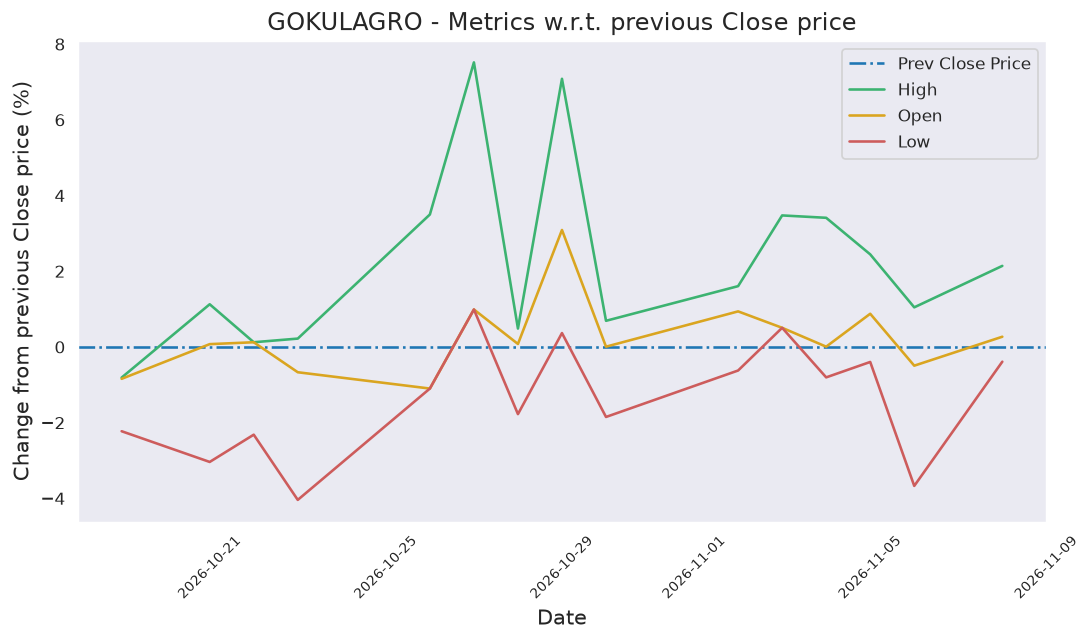 GOKULAGRO - Metrics w.r.t. previous Close price
Change from previous Close price (%)
8
6
4
2
0
−2
−4
Prev Close Price
High
Open
Low
2026-10-21
2026-10-25
2026-10-29
2026-11-01
2026-11-05
2026-11-09
Date